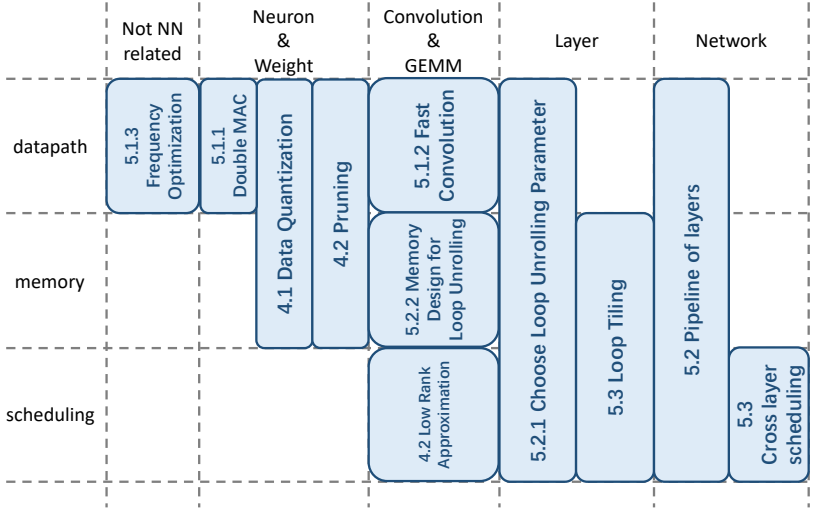 Not NN
related
Neuron
&
Weight
Convolution
&
GEMM
Layer
Network
datapath
memory
scheduling
5.1.3
Frequency
Optimization
5.1.1
Double MAC
4.1 Data Quantization
4.2 Pruning
5.1.2 Fast
Convolution
5.2.2 Memory
Design for
Loop Unrolling
4.2 Low Rank
Approximation
5.2.1 Choose Loop Unrolling Parameter
5.3 Loop Tiling
5.2 Pipeline of layers
5.3
Cross layer
scheduling